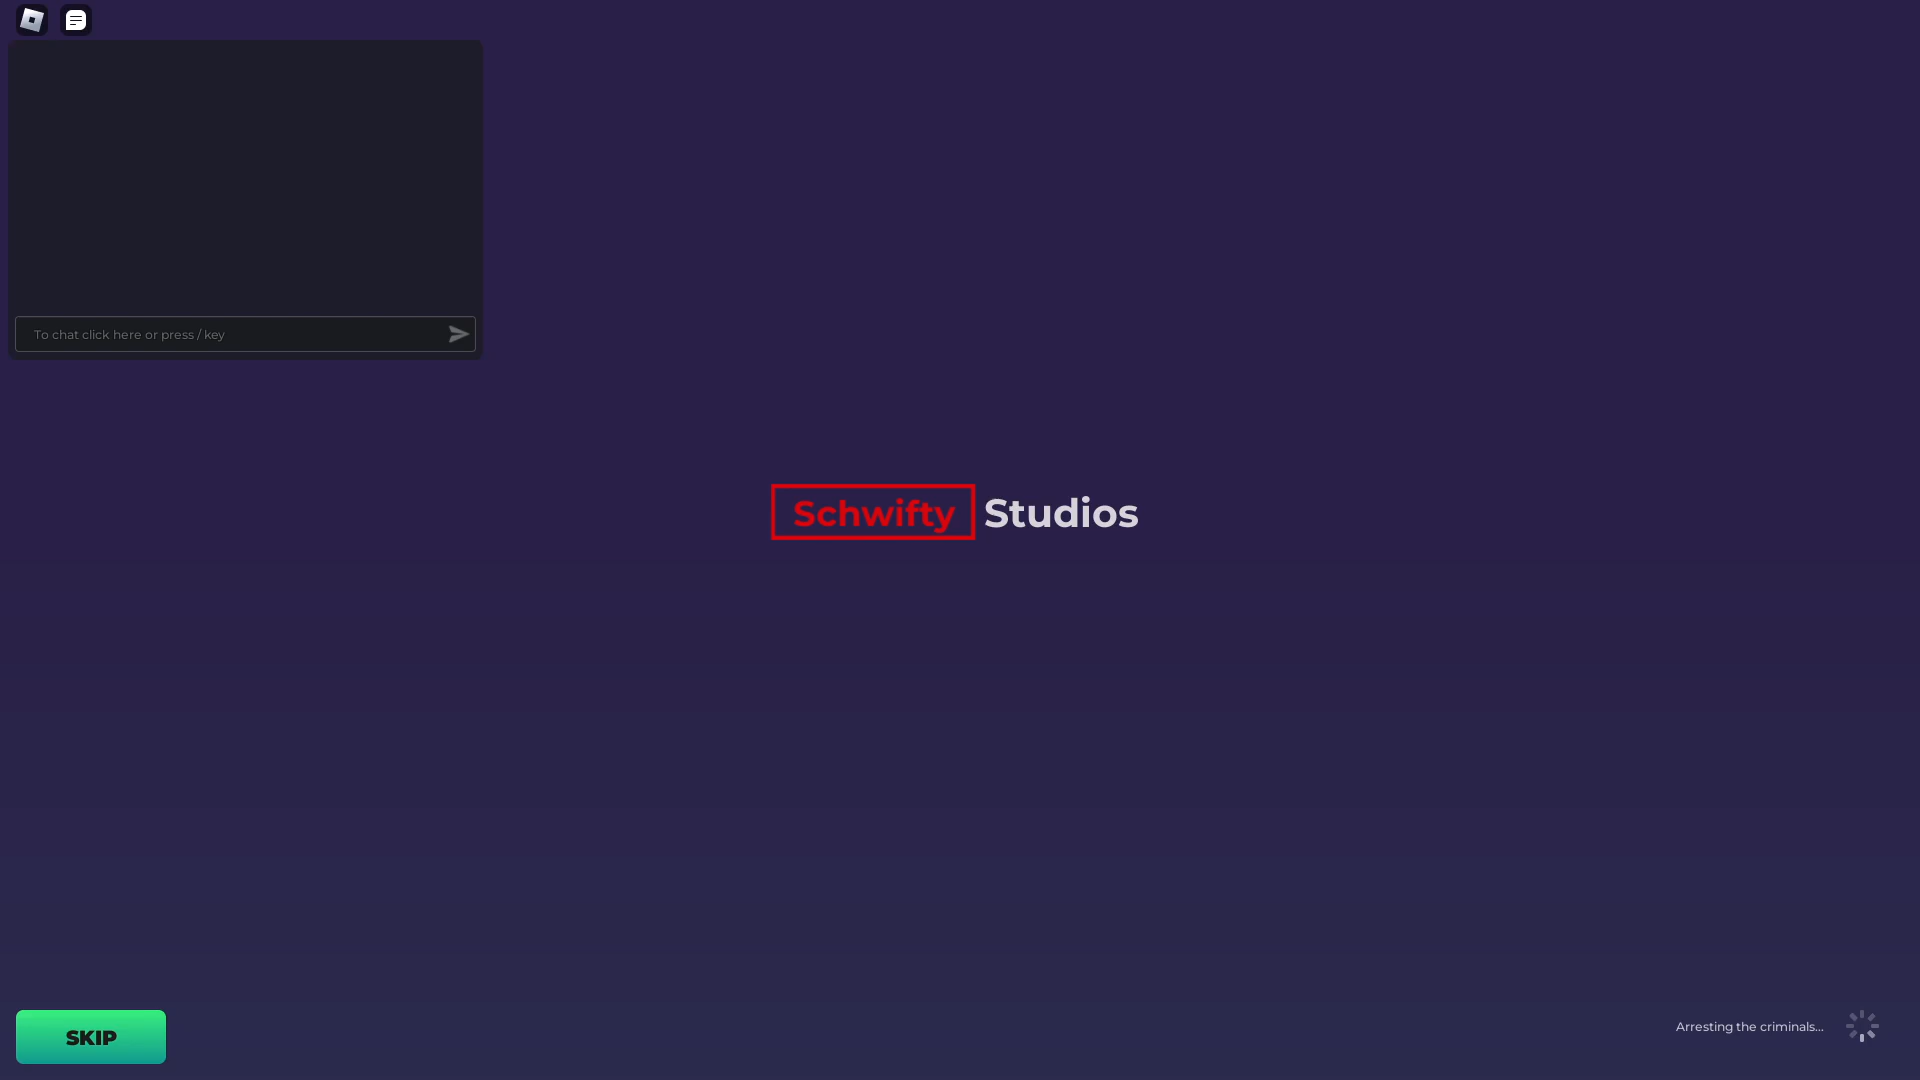 To chat click here or press / key
Schwifty Studios
SKIP
Arresting the criminals...